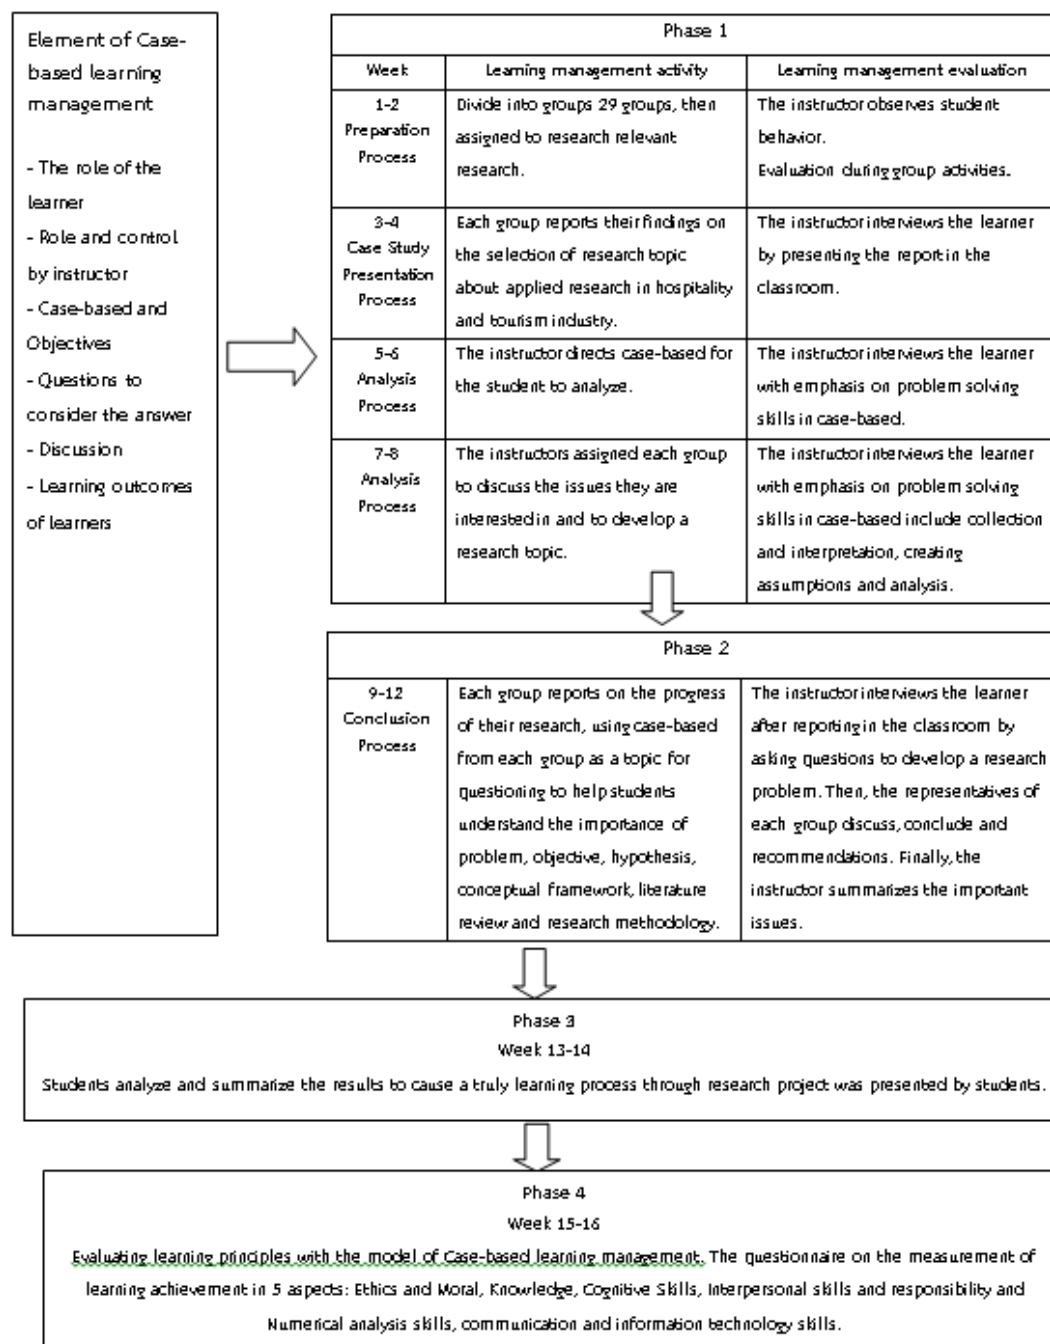 Element of Case-
based learning
management
- The role of the
learner
- Role and control
by instructor
- Case-based and
Objectives
- Questions to
consider the answer
- Discussion
- Learning outcomes
of learners
Phase 1
Week
Learning management activity
Learning management evaluation
1-2
Preparation
Process
Divide into groups 29 groups, then
assigned to research relevant
research.
The instructor observes student
behavior.
Evaluation during group activities.
3-4
Case Study
Presentation
Process
Each group reports their findings on
the selection of research topic
about applied research in hospitality
and tourism industry.
The instructor interviews the learner
by presenting the report in the
classroom.
5-6
Analysis
Process
The instructor directs case-based for
the student to analyze.
The instructor interviews the learner
with emphasis on problem solving
skills in case-based.
7-8
Analysis
Process
The instructors assigned each group
to discuss the issues they are
interested in and to develop a
research topic.
The instructor interviews the learner
with emphasis on problem solving
skills in case-based include collection
and interpretation, creating
assumptions and analysis.
Phase 2
9-12
Conclusion
Process
Each group reports on the progress
of their research, using case-based
from each group as a topic for
questioning to help students
understand the importance of
problem, objective, hypothesis,
conceptual framework, literature
review and research methodology.
The instructor interviews the learner
after reporting in the classroom by
asking questions to develop a research
problem. Then, the representatives of
each group discuss, conclude and
recommendations. Finally, the
instructor summarizes the important
issues.
Phase 3
Week 13-14
Students analyze and summarize the results to cause a truly learning process through research project was presented by students.
Phase 4
Week 15-16
Evaluating learning principles with the model of Case-based learning management. The questionnaire on the measurement of
learning achievement in 5 aspects: Ethics and Moral, Knowledge, Cognitive Skills, Interpersonal skills and responsibility and
Numerical analysis skills, communication and information technology skills.